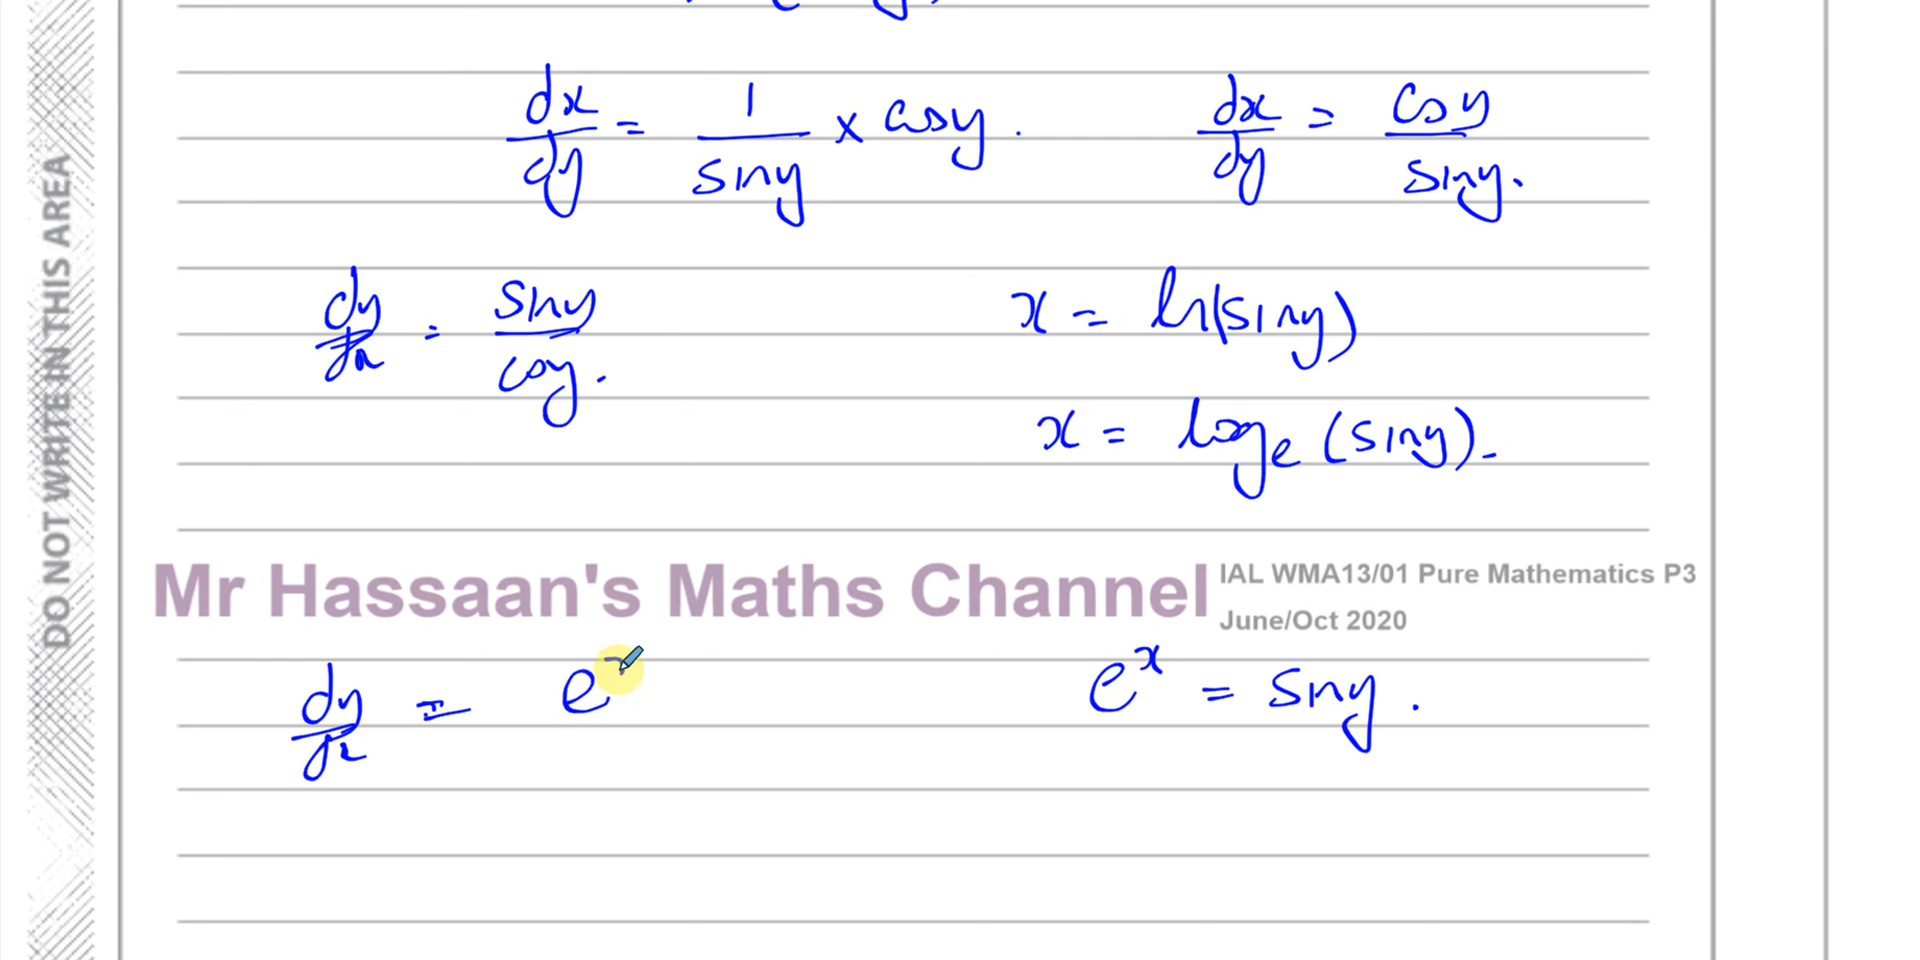 dx/dy = 1/siny × cosy. dx/dy = cosy/siny.
dy/dx = siny/cosy. x = ln(siny)
x = logₑ(siny).
Mr Hassaan's Maths Channel
IAL WMA13/01 Pure Mathematics P3
June/Oct 2020
dy/dx = eˣ eˣ = siny.
DO NOT WRITE IN THIS AREA